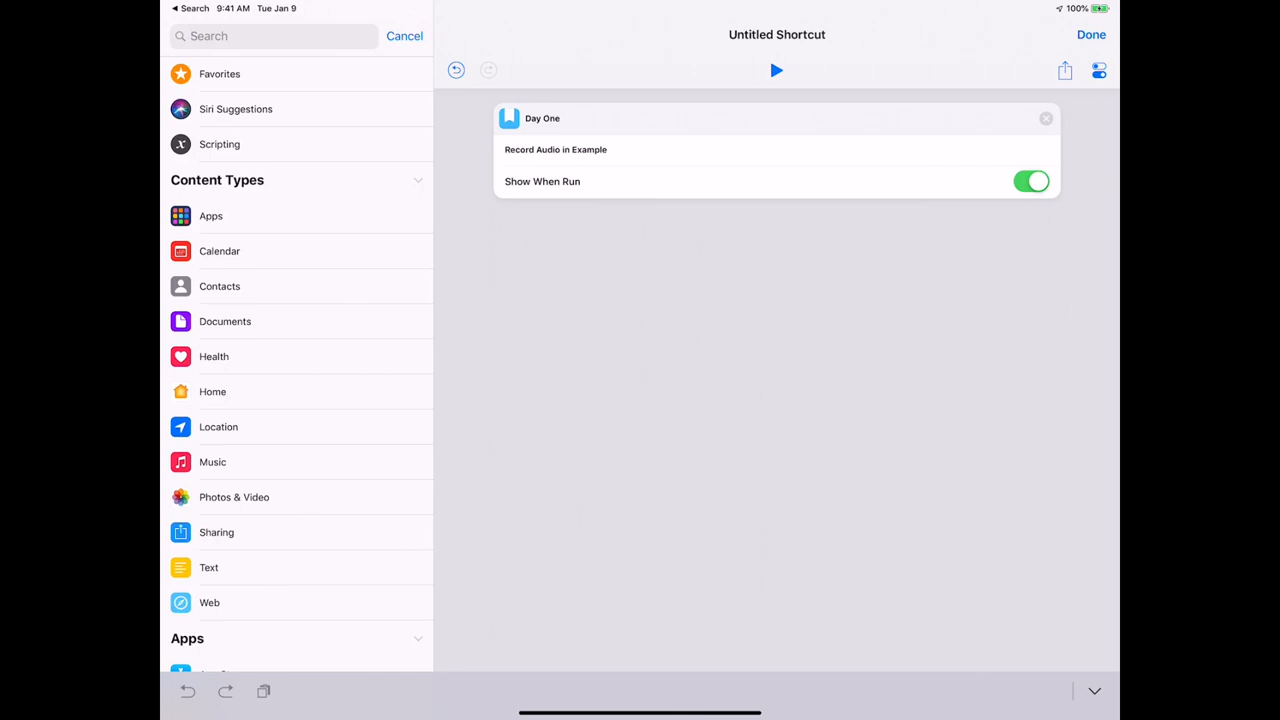 Search 9:41 AM Tue Jan 9 100%
Search Cancel
Untitled Shortcut
Done
Favorites
Siri Suggestions
Scripting
Content Types
Apps
Calendar
Contacts
Documents
Health
Home
Location
Music
Photos & Video
Sharing
Text
Web
Apps
Day One
Record Audio in Example
Show When Run